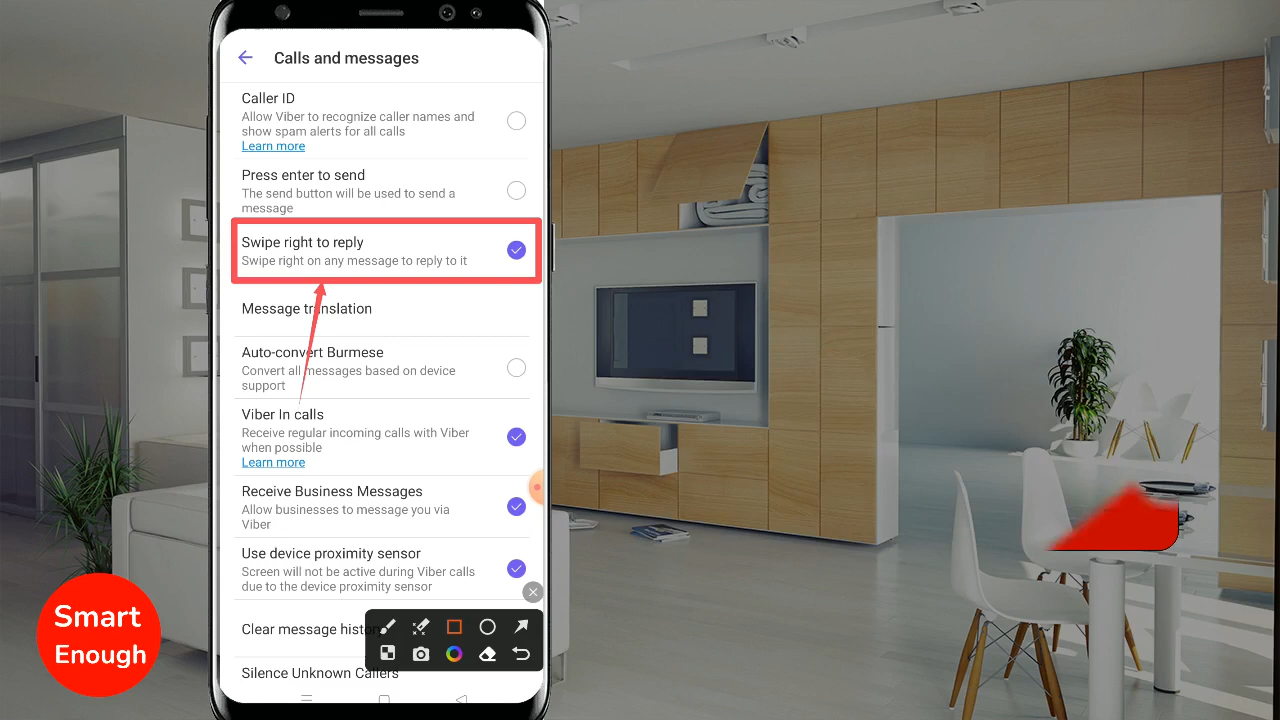 Calls and messages
Caller ID
Allow Viber to recognize caller names and
show spam alerts for all calls
Learn more
Press enter to send
The send button will be used to send a
message
Swipe right to reply
Swipe right on any message to reply to it
Message translation
Auto-convert Burmese
Convert all messages based on device
support
Viber In calls
Receive regular incoming calls with Viber
when possible
Learn more
Receive Business Messages
Allow businesses to message you via
Viber
Use device proximity sensor
Screen will not be active during Viber calls
due to the device proximity sensor
Clear message histor
Silence Unknown Callers
Smart
Enough